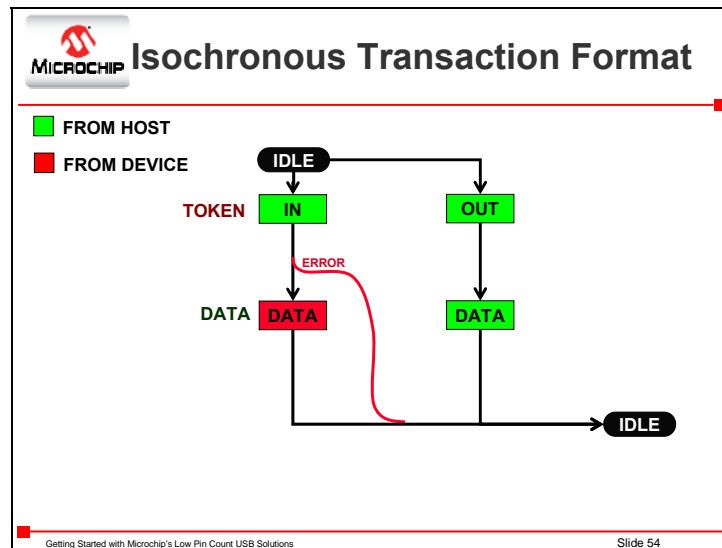 MICROCHIP
Isochronous Transaction Format
FROM HOST
FROM DEVICE
IDLE
TOKEN
IN
OUT
ERROR
DATA
DATA
DATA
IDLE
Getting Started with Microchip's Low Pin Count USB Solutions
Slide 54